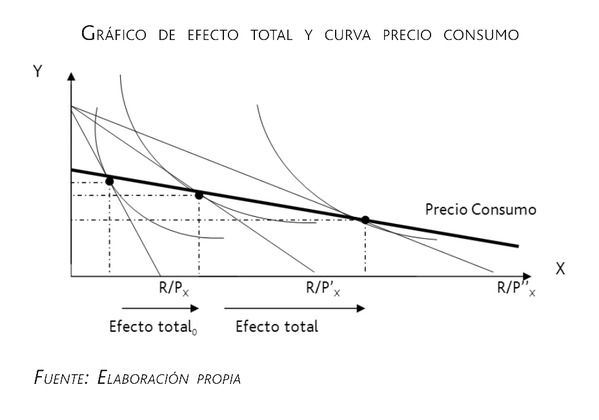 GRÁFICO DE EFECTO TOTAL Y CURVA PRECIO CONSUMO
Y
Precio Consumo
X
R/Pₓ R/P'ₓ R/P''ₓ
Efecto total₀ Efecto total
FUENTE: ELABORACIÓN PROPIA